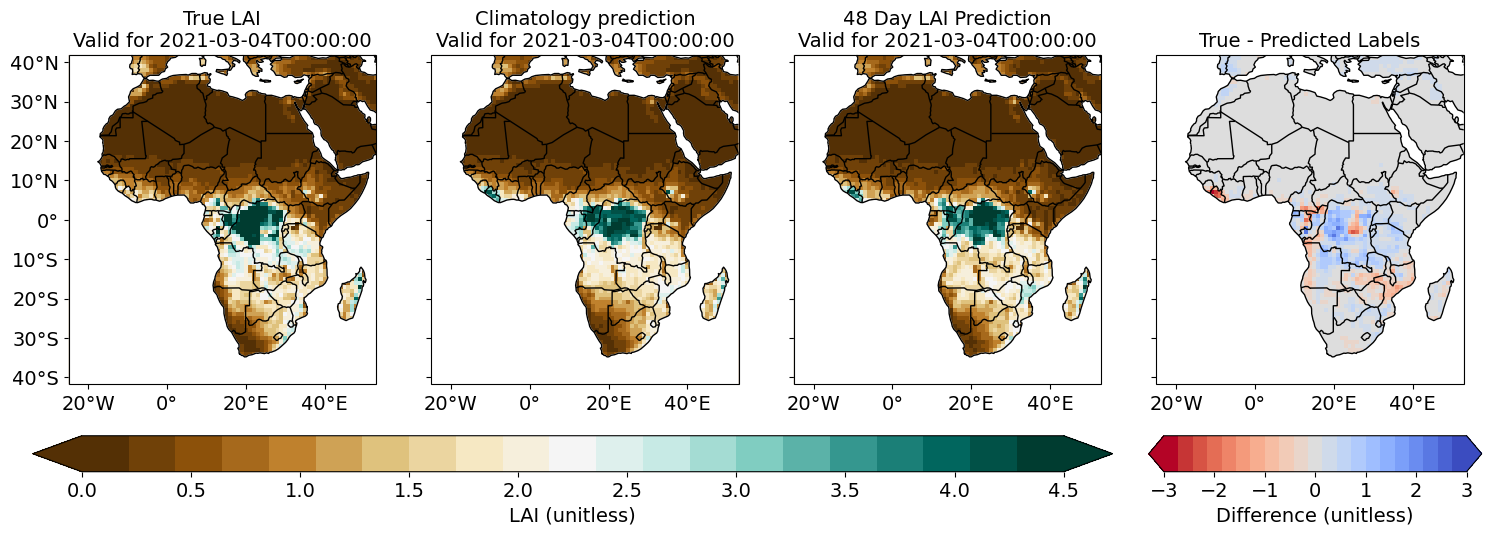 True LAI
Valid for 2021-03-04T00:00:00
Climatology prediction
Valid for 2021-03-04T00:00:00
48 Day LAI Prediction
Valid for 2021-03-04T00:00:00
True - Predicted Labels
40°N
30°N
20°N
10°N
0°
10°S
20°S
30°S
40°S
20°W 0° 20°E 40°E
20°W 0° 20°E 40°E
20°W 0° 20°E 40°E
20°W 0° 20°E 40°E
0.0 0.5 1.0 1.5 2.0 2.5 3.0 3.5 4.0 4.5
LAI (unitless)
−3 −2 −1 0 1 2 3
Difference (unitless)